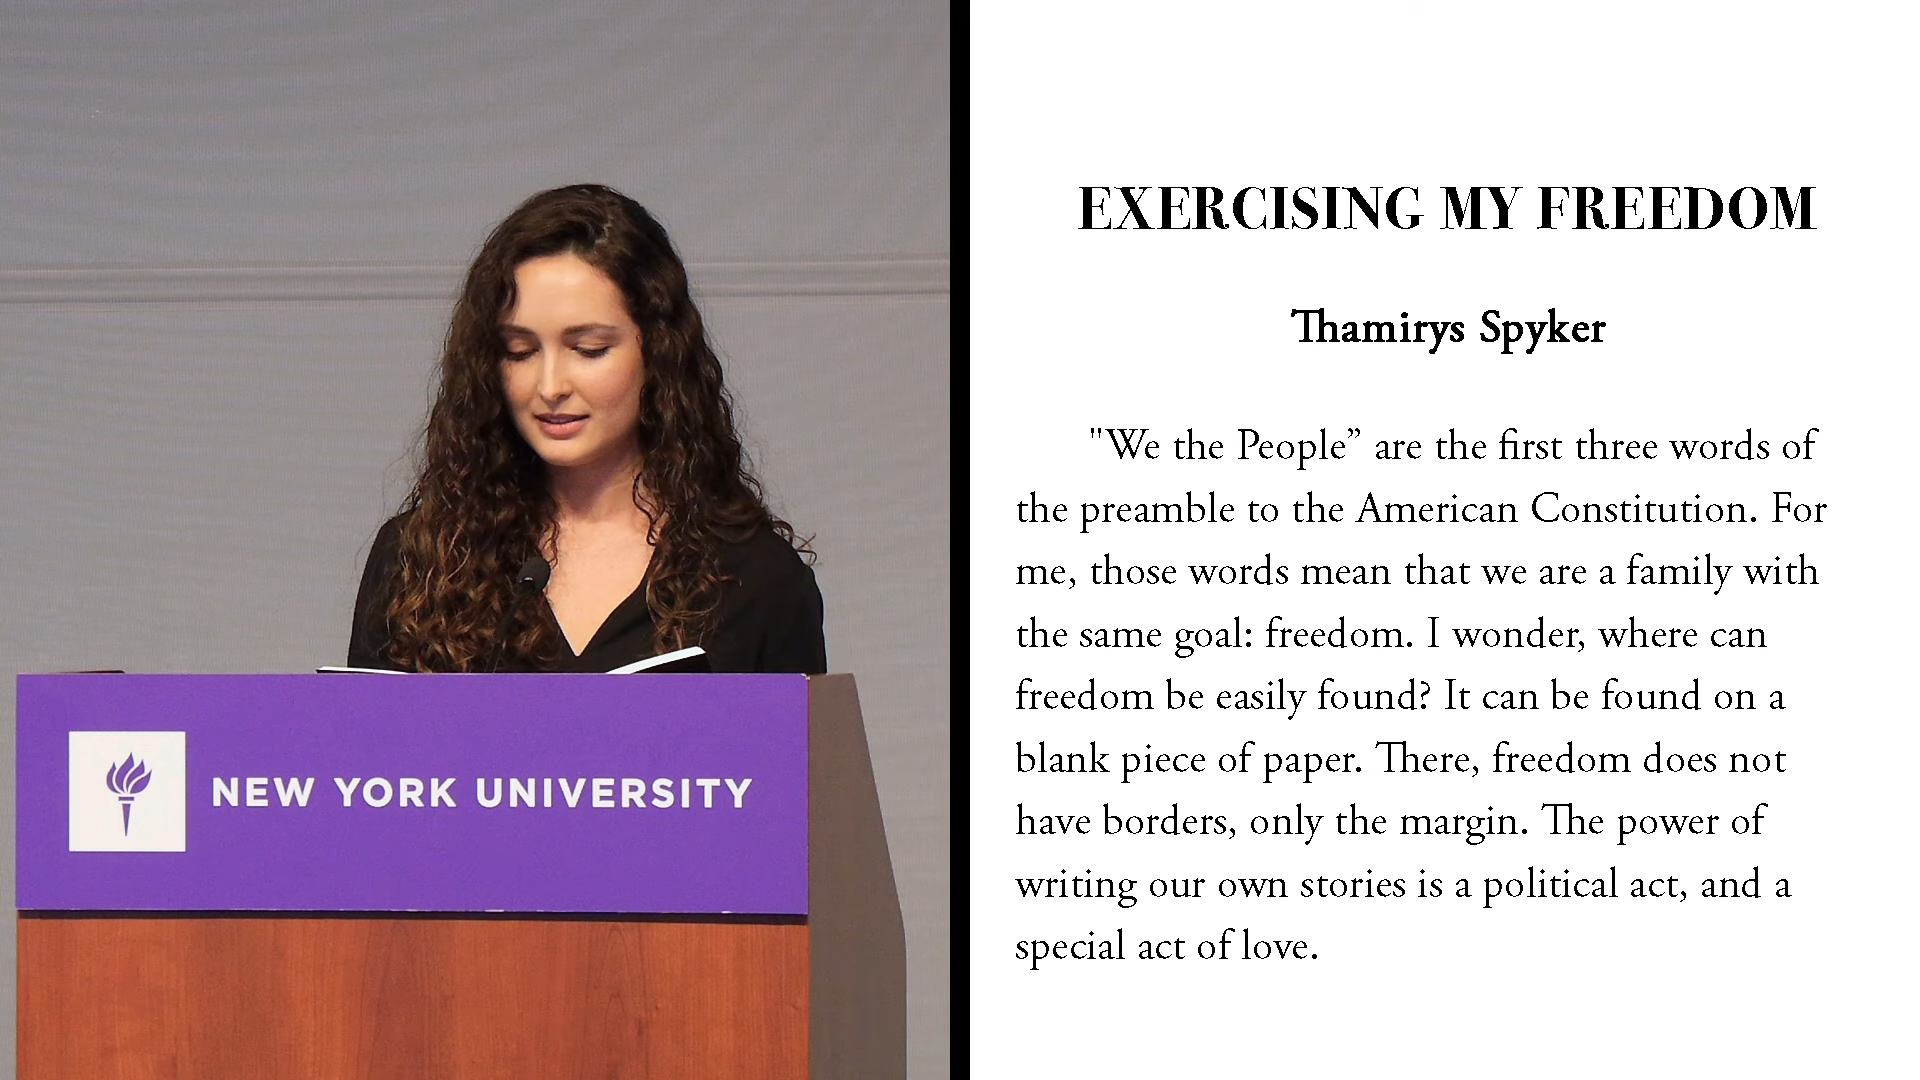 NEW YORK UNIVERSITY
EXERCISING MY FREEDOM
Thamirys Spyker
"We the People” are the first three words of
the preamble to the American Constitution. For
me, those words mean that we are a family with
the same goal: freedom. I wonder, where can
freedom be easily found? It can be found on a
blank piece of paper. There, freedom does not
have borders, only the margin. The power of
writing our own stories is a political act, and a
special act of love.